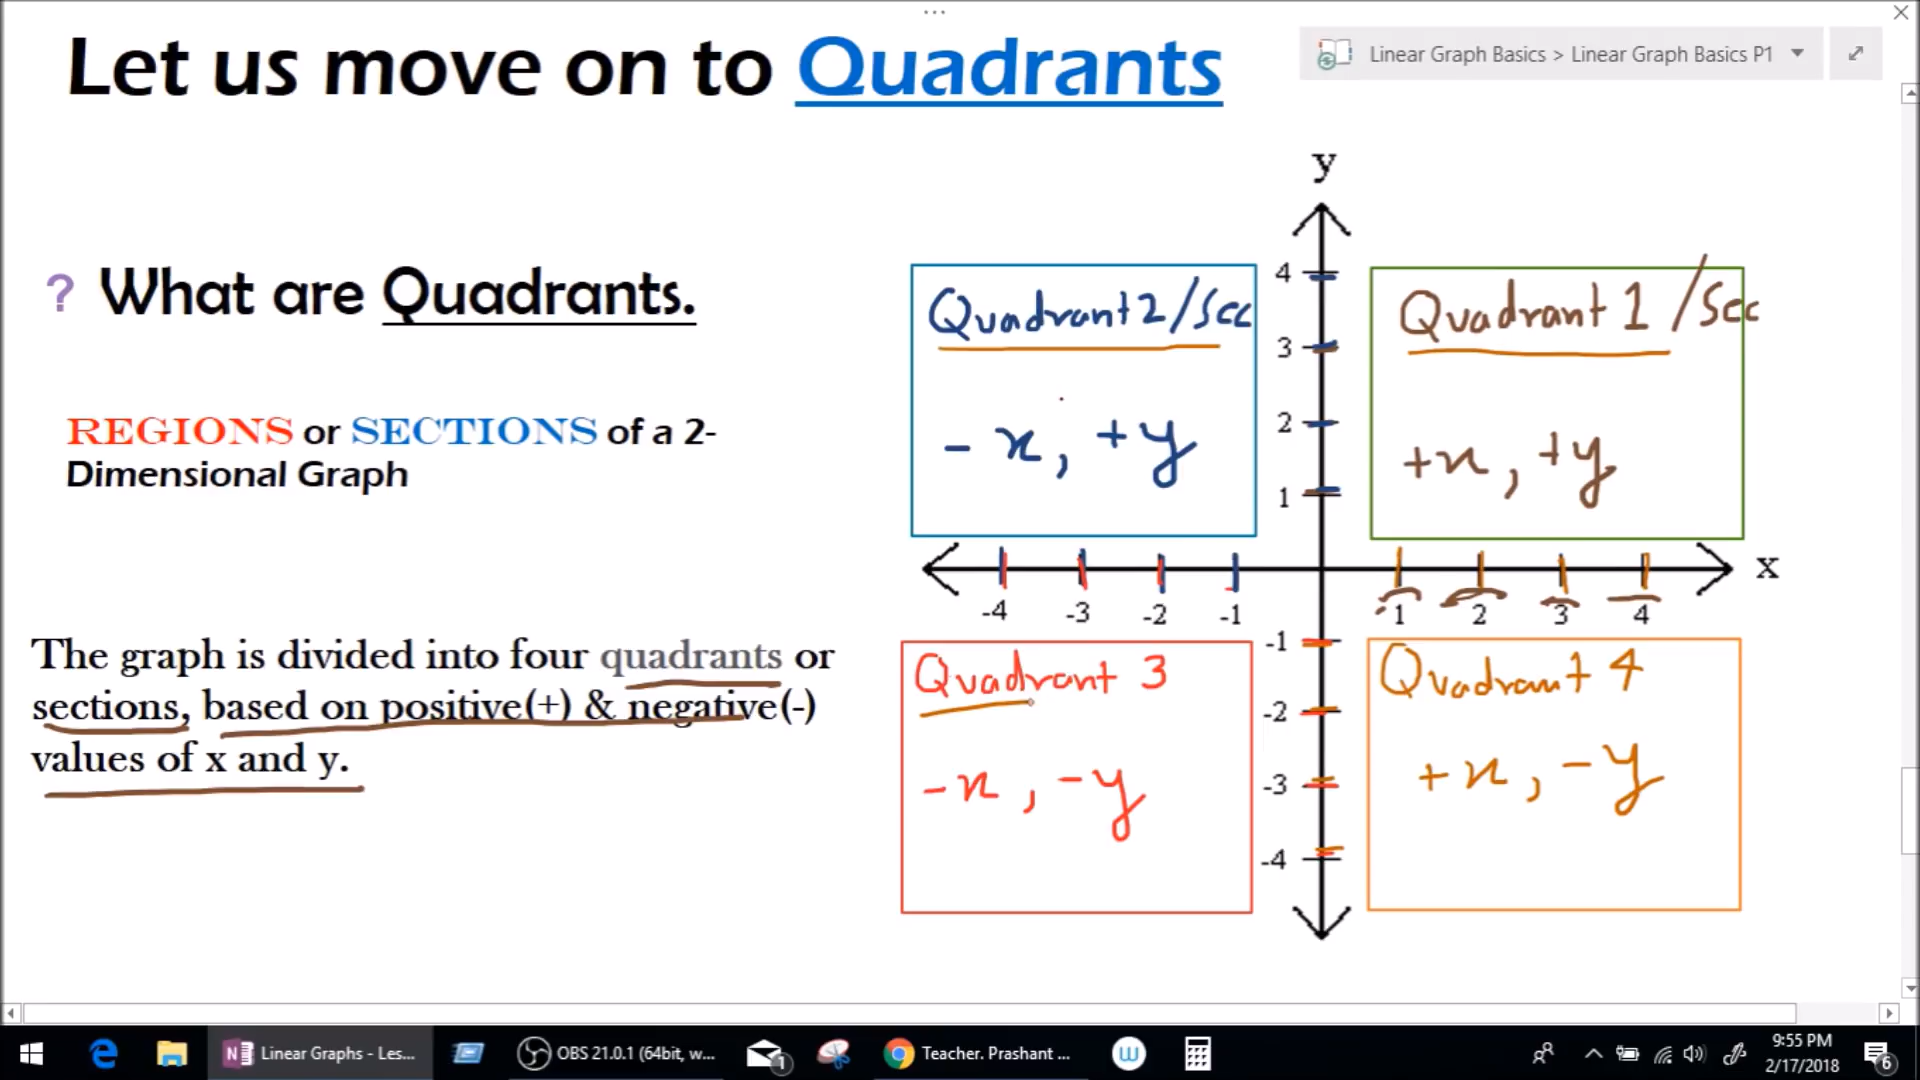 Let us move on to Quadrants
Linear Graph Basics > Linear Graph Basics P1
? What are Quadrants.
REGIONS or SECTIONS of a 2-
Dimensional Graph
The graph is divided into four quadrants or
sections, based on positive(+) & negative(-)
values of x and y.
y
Quadrant 2/Sec
- x, +y
Quadrant 1 /Sec
+x, +y
4
3
2
1
x
-4 -3 -2 -1 1 2 3 4
-1
-2
-3
-4
Quadrant 3
-x, -y
Quadrant 4
+x, -y
Linear Graphs - Les...
OBS 21.0.1 (64bit, w...
1
Teacher. Prashant ...
9:55 PM
2/17/2018
6